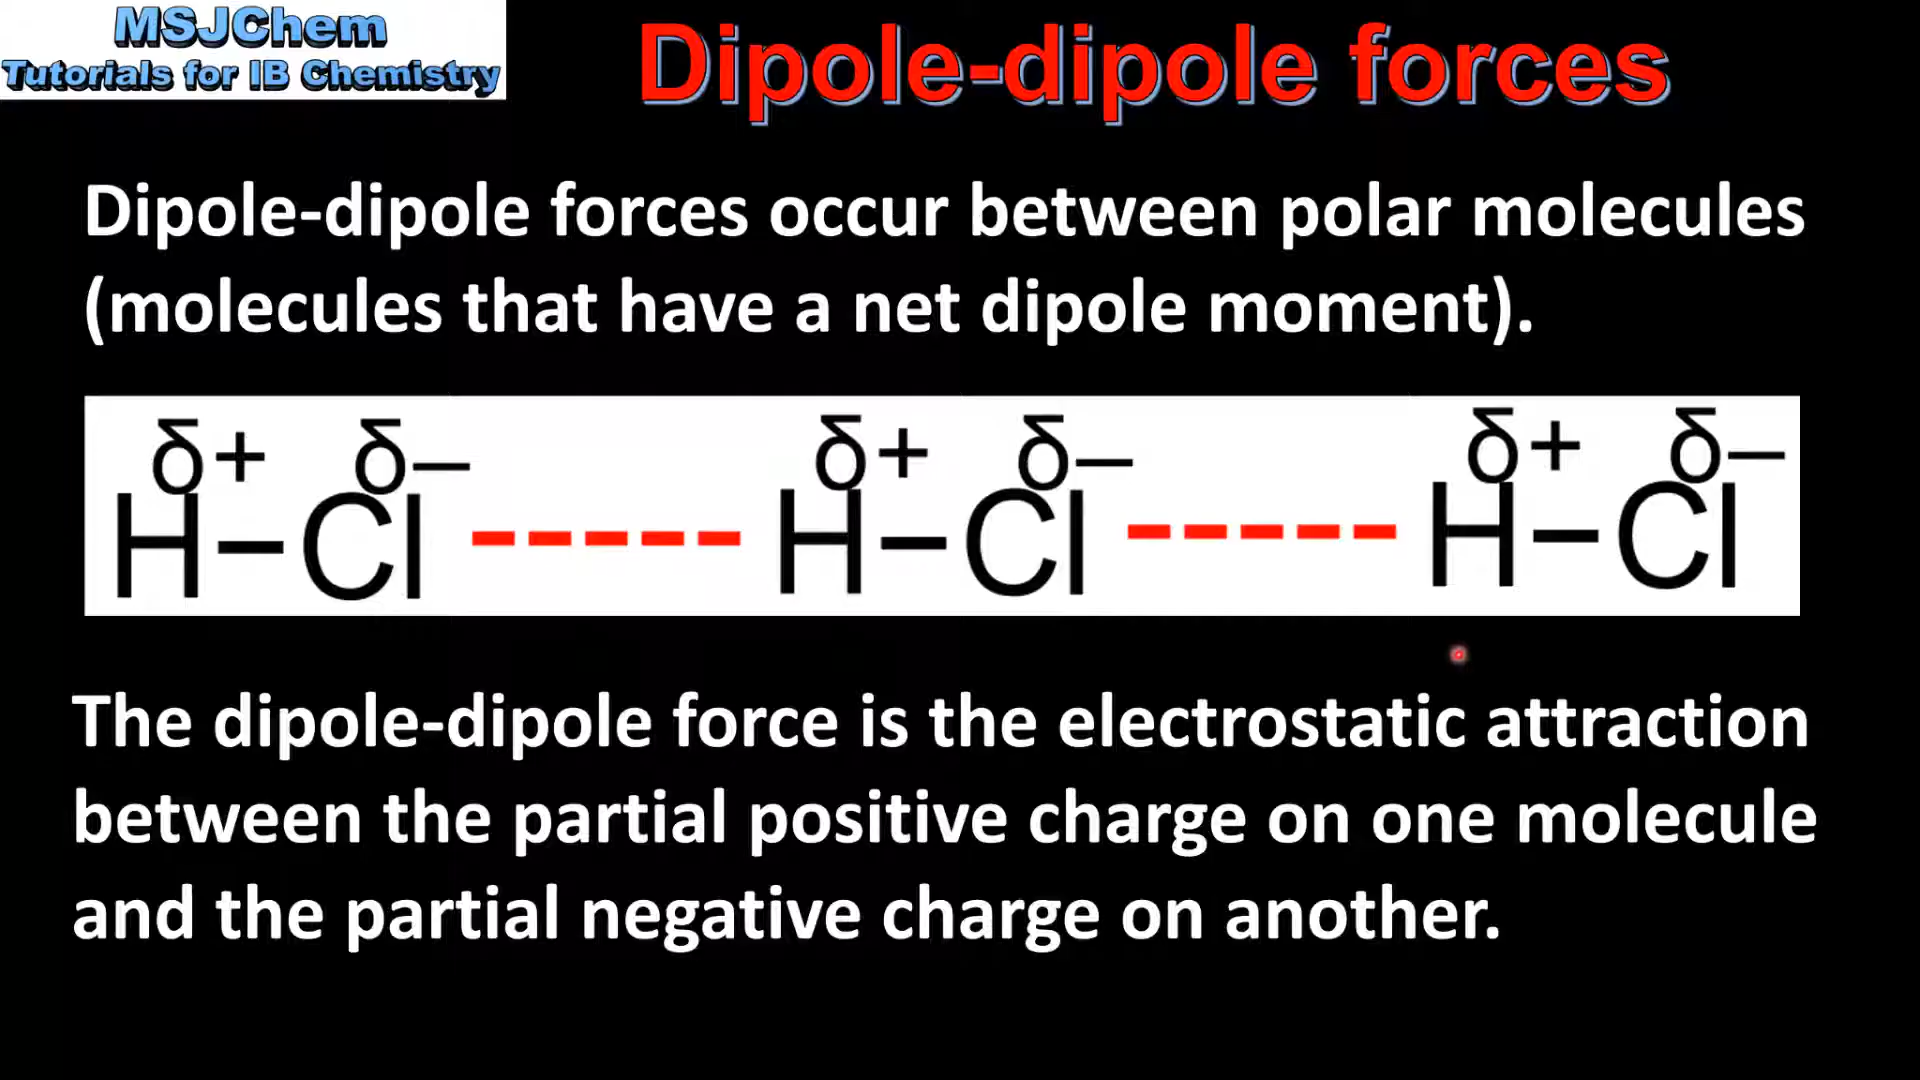 MSJChem
Tutorials for IB Chemistry
Dipole-dipole forces
Dipole-dipole forces occur between polar molecules
(molecules that have a net dipole moment).
δ+ δ– δ+ δ– δ+ δ–
H–Cl H–Cl H–Cl
The dipole-dipole force is the electrostatic attraction
between the partial positive charge on one molecule
and the partial negative charge on another.